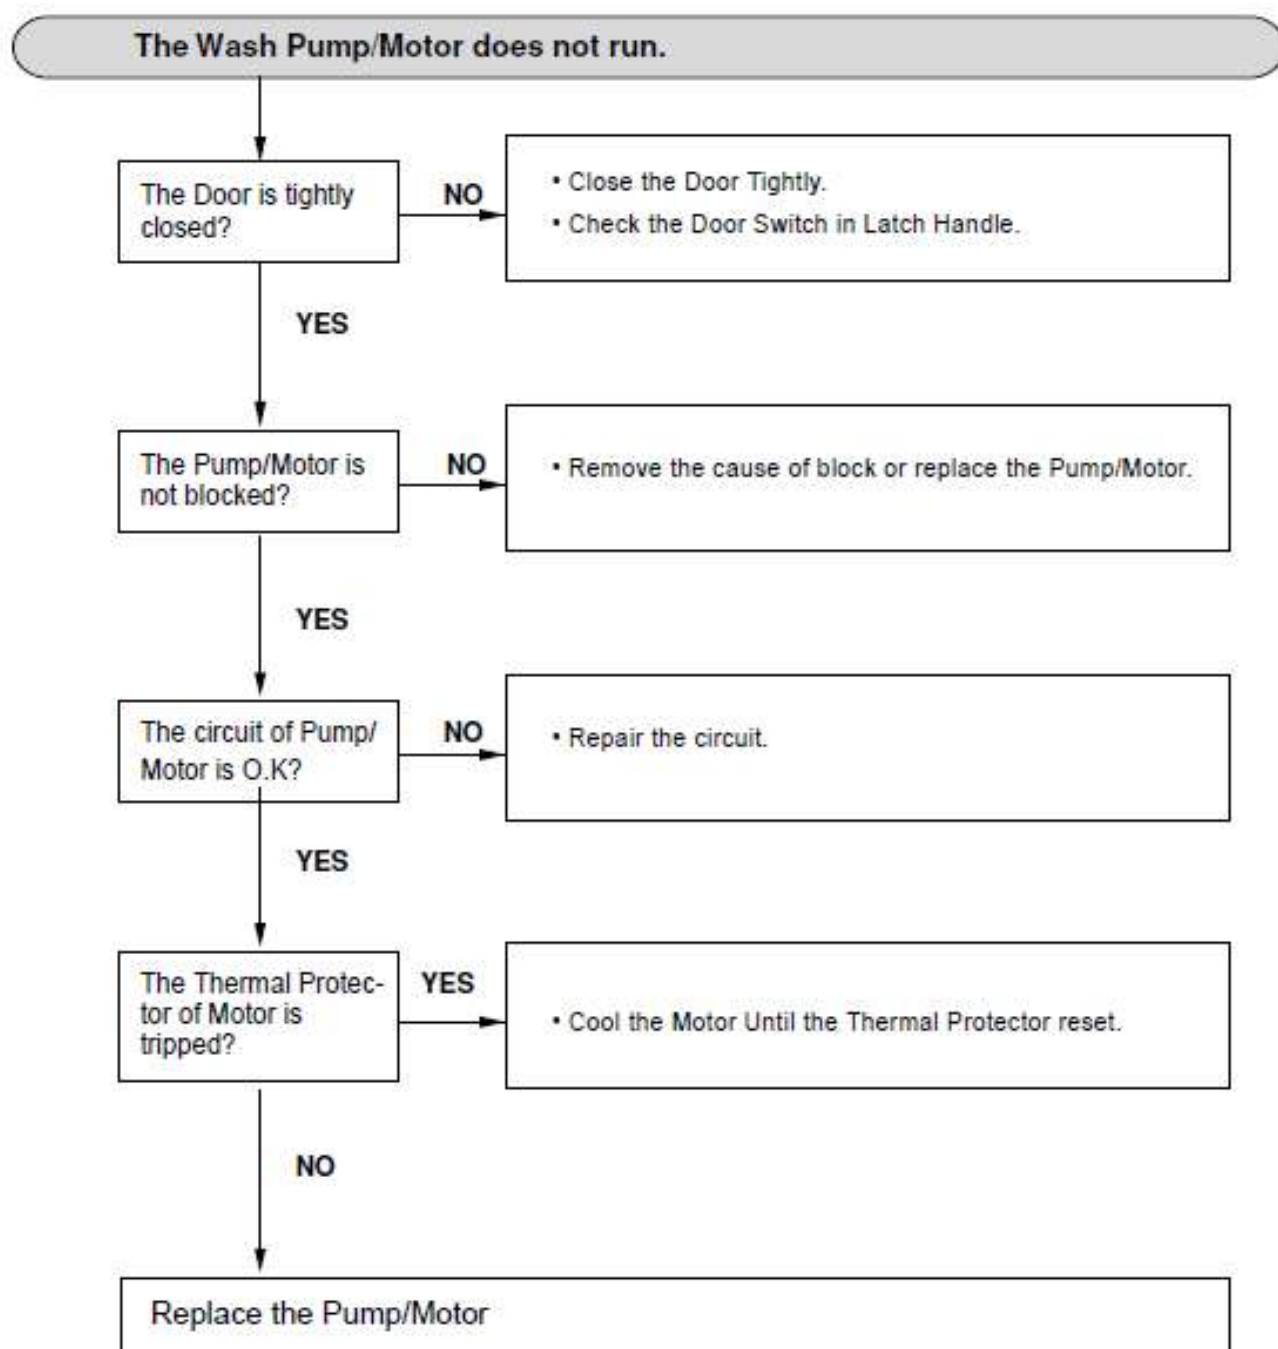 The Wash Pump/Motor does not run.
The Door is tightly
closed?
NO
• Close the Door Tightly.
• Check the Door Switch in Latch Handle.
YES
The Pump/Motor is
not blocked?
NO
• Remove the cause of block or replace the Pump/Motor.
YES
The circuit of Pump/
Motor is O.K?
NO
• Repair the circuit.
YES
The Thermal Protec-
tor of Motor is
tripped?
YES
• Cool the Motor Until the Thermal Protector reset.
NO
Replace the Pump/Motor